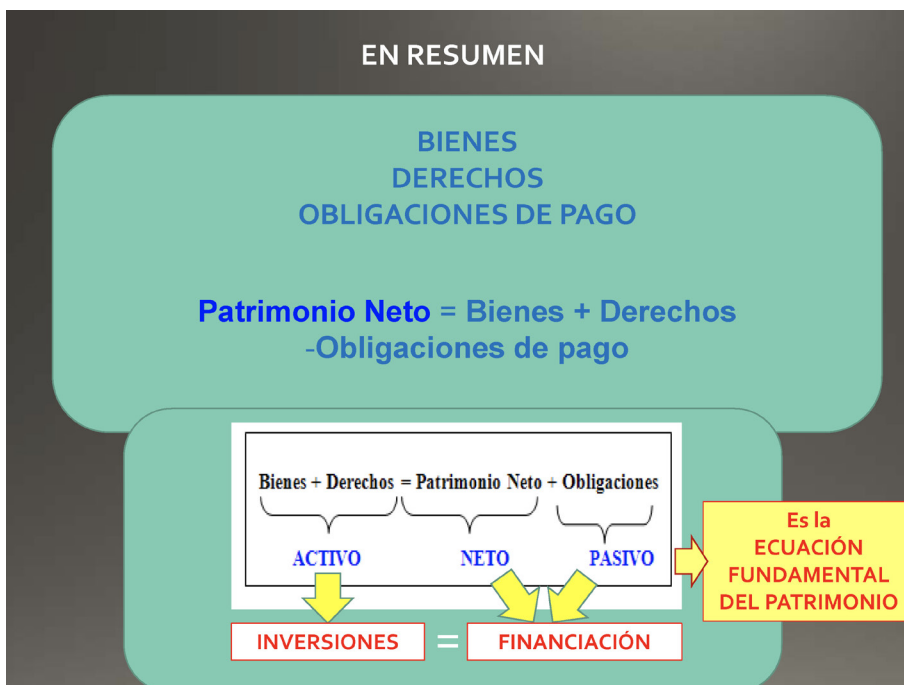 EN RESUMEN
BIENES
DERECHOS
OBLIGACIONES DE PAGO
Patrimonio Neto = Bienes + Derechos
-Obligaciones de pago
Bienes + Derechos = Patrimonio Neto + Obligaciones
ACTIVO NETO PASIVO
Es la
ECUACIÓN
FUNDAMENTAL
DEL PATRIMONIO
INVERSIONES = FINANCIACIÓN